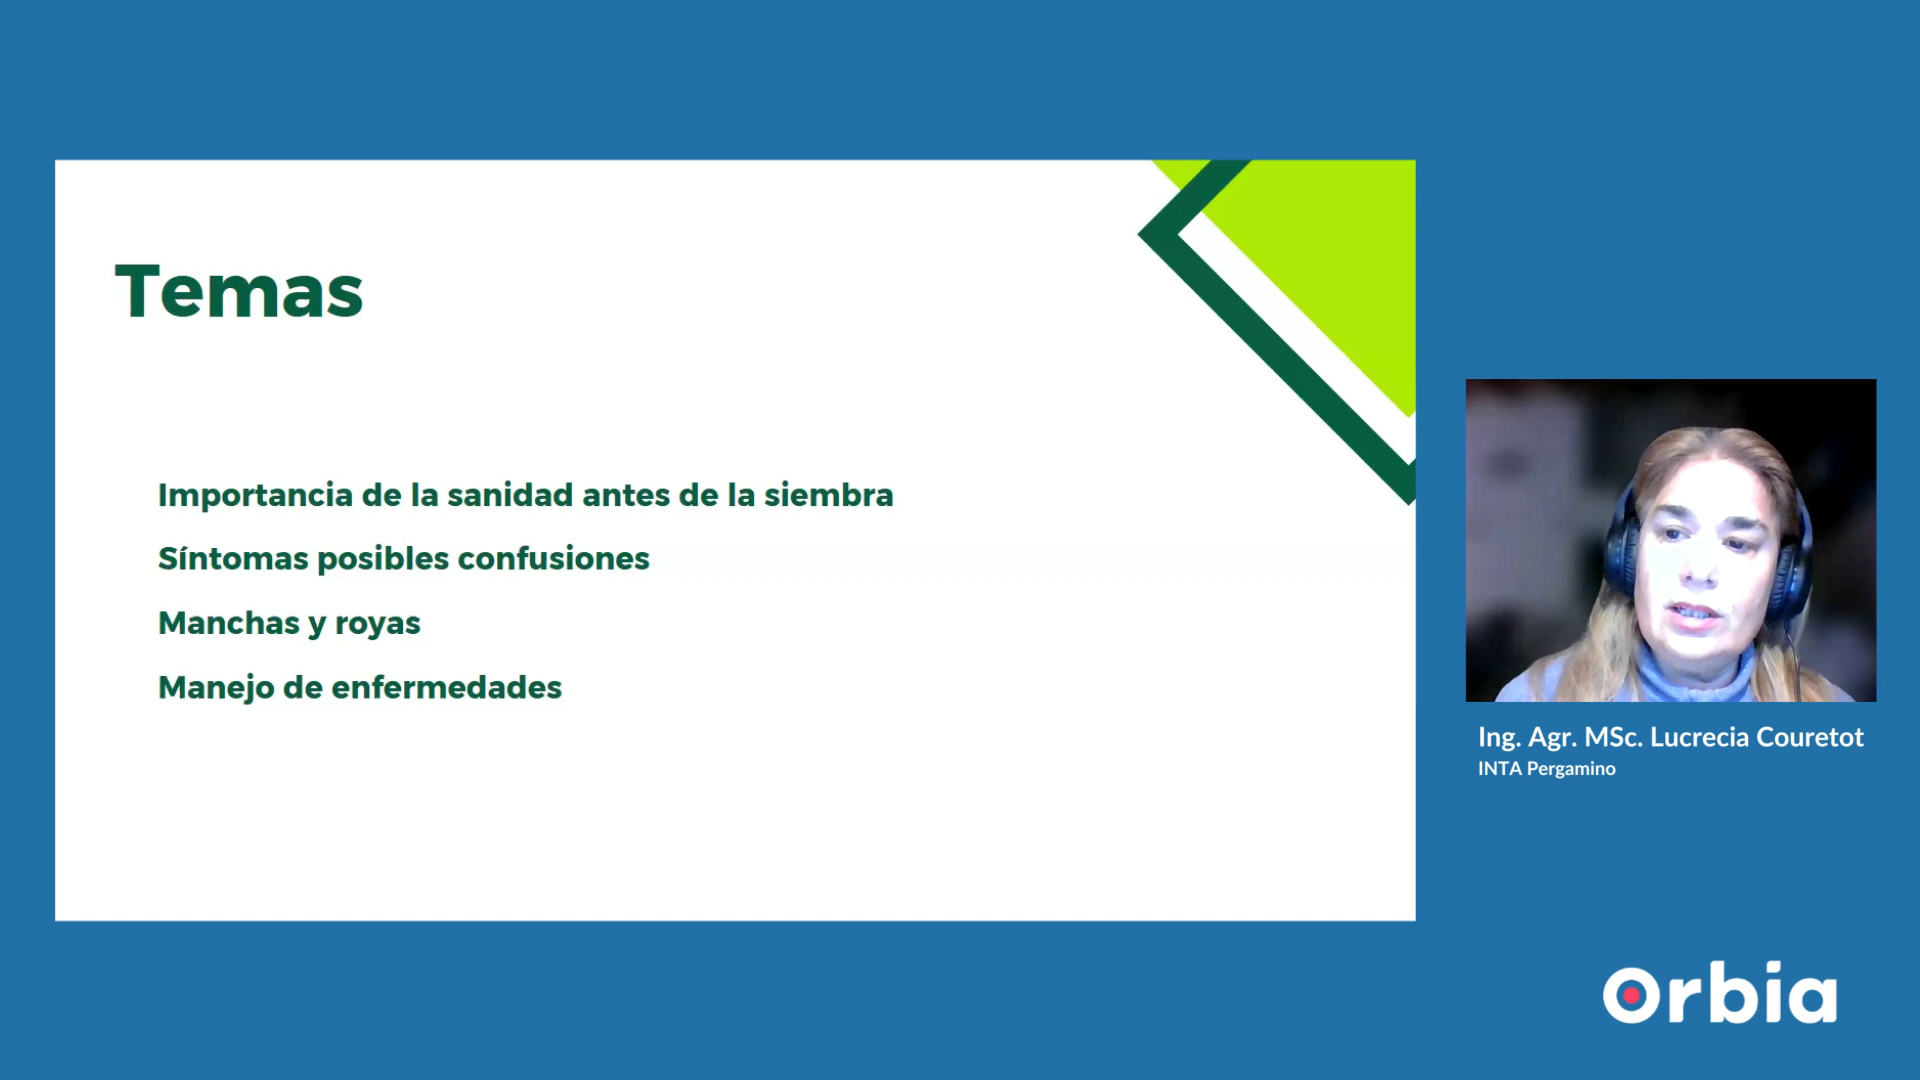 Temas
Importancia de la sanidad antes de la siembra
Síntomas posibles confusiones
Manchas y royas
Manejo de enfermedades
Ing. Agr. MSc. Lucrecia Couretot
INTA Pergamino
Orbia